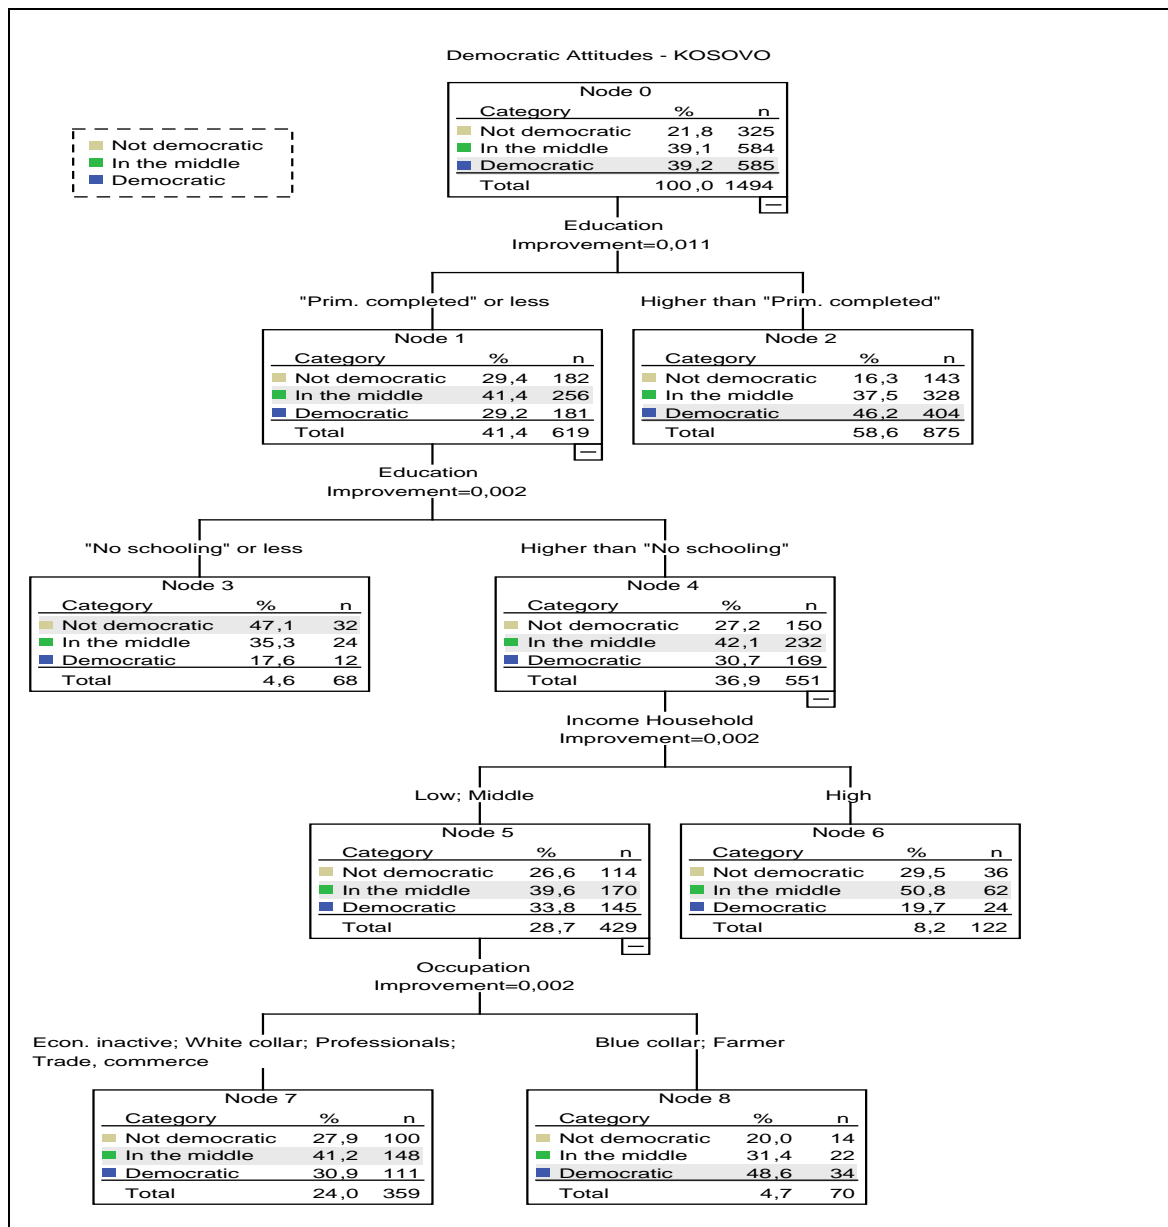 Democratic Attitudes - KOSOVO
Not democratic
In the middle
Democratic
Node 0
Category % n
Not democratic 21,8 325
In the middle 39,1 584
Democratic 39,2 585
Total 100,0 1494
Education
Improvement=0,011
"Prim. completed" or less
Higher than "Prim. completed"
Node 1
Category % n
Not democratic 29,4 182
In the middle 41,4 256
Democratic 29,2 181
Total 41,4 619
Node 2
Category % n
Not democratic 16,3 143
In the middle 37,5 328
Democratic 46,2 404
Total 58,6 875
Education
Improvement=0,002
"No schooling" or less
Higher than "No schooling"
Node 3
Category % n
Not democratic 47,1 32
In the middle 35,3 24
Democratic 17,6 12
Total 4,6 68
Node 4
Category % n
Not democratic 27,2 150
In the middle 42,1 232
Democratic 30,7 169
Total 36,9 551
Income Household
Improvement=0,002
Low; Middle
High
Node 5
Category % n
Not democratic 26,6 114
In the middle 39,6 170
Democratic 33,8 145
Total 28,7 429
Node 6
Category % n
Not democratic 29,5 36
In the middle 50,8 62
Democratic 19,7 24
Total 8,2 122
Occupation
Improvement=0,002
Econ. inactive; White collar; Professionals;
Trade, commerce
Blue collar; Farmer
Node 7
Category % n
Not democratic 27,9 100
In the middle 41,2 148
Democratic 30,9 111
Total 24,0 359
Node 8
Category % n
Not democratic 20,0 14
In the middle 31,4 22
Democratic 48,6 34
Total 4,7 70